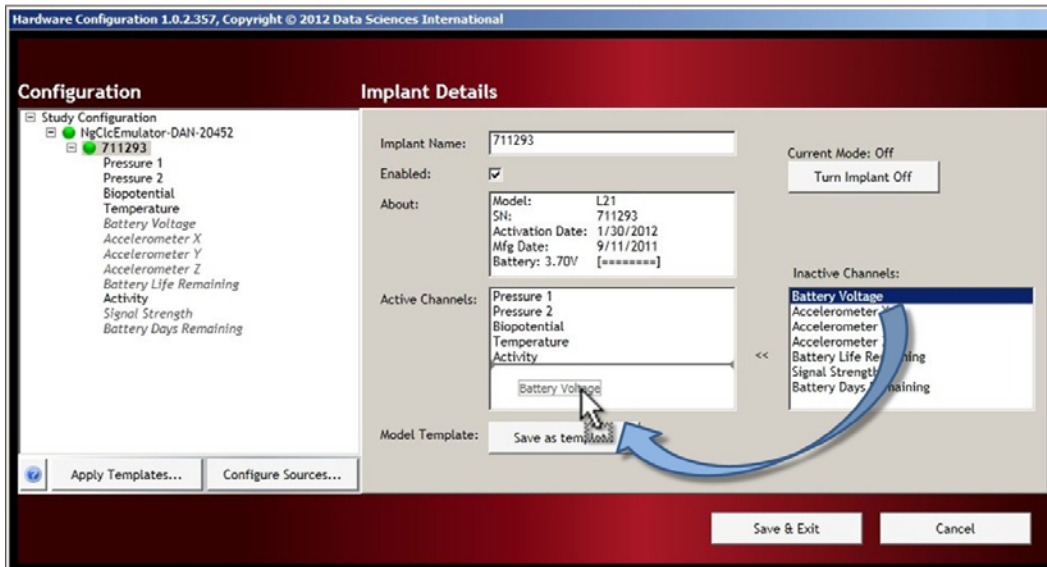 Hardware Configuration 1.0.2.357, Copyright © 2012 Data Sciences International
Configuration
Study Configuration
NgClcEmulator-DAN-20452
711293
Pressure 1
Pressure 2
Biopotential
Temperature
Battery Voltage
Accelerometer X
Accelerometer Y
Accelerometer Z
Battery Life Remaining
Activity
Signal Strength
Battery Days Remaining
Apply Templates...
Configure Sources...
Implant Details
Implant Name: 711293
Enabled:
About:
Model: L21
SN: 711293
Activation Date: 1/30/2012
Mfg Date: 9/11/2011
Battery: 3.70V [========]
Current Mode: Off
Turn Implant Off
Active Channels:
Pressure 1
Pressure 2
Biopotential
Temperature
Activity
Battery Voltage
<<
Inactive Channels:
Battery Voltage
Accelerometer
Accelerometer
Accelerometer
Battery Life Remaining
Signal Strength
Battery Days Remaining
Model Template:
Save as template
Save & Exit
Cancel